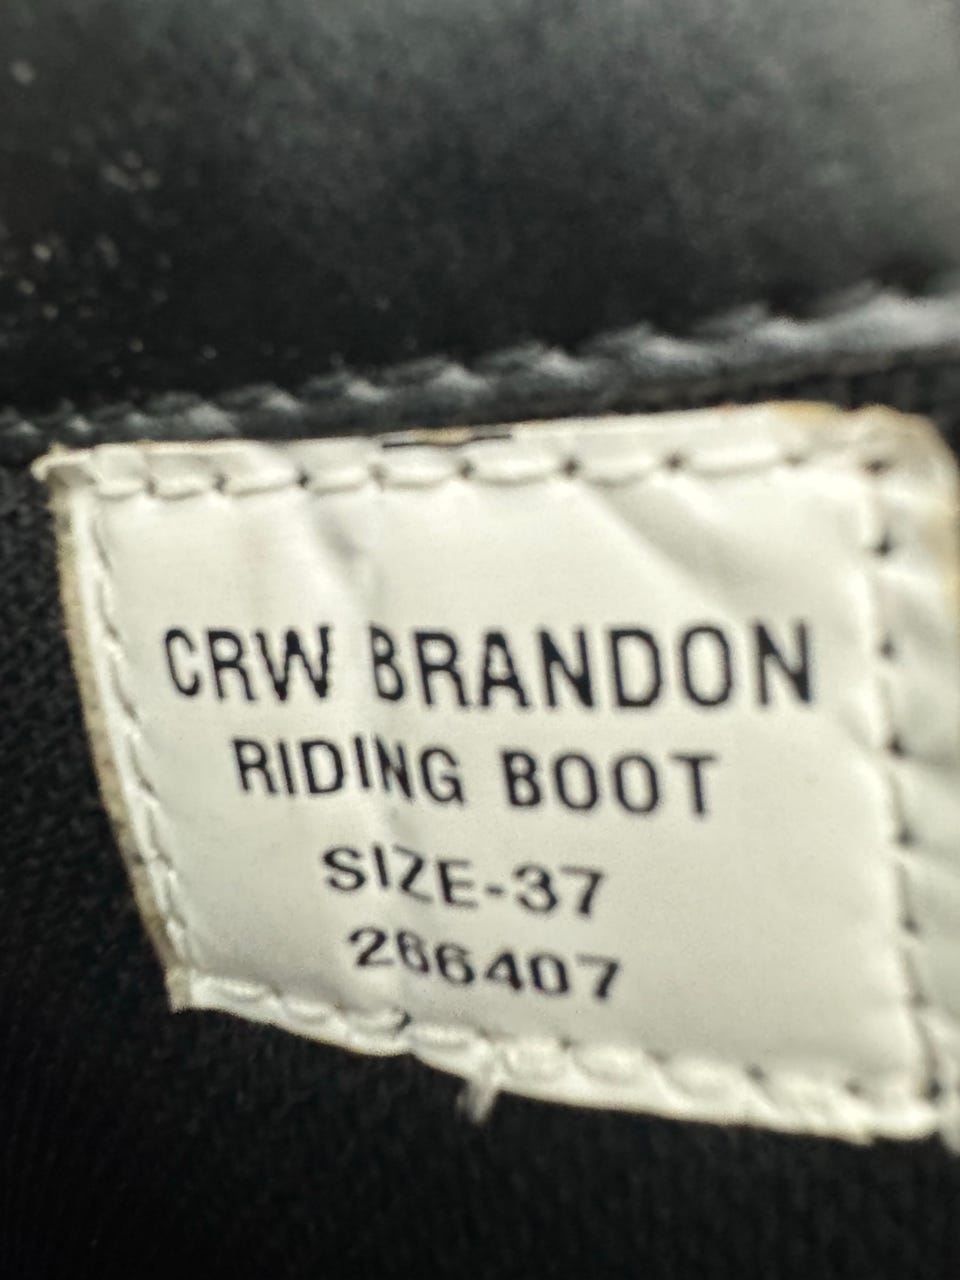 CRW BRANDON
RIDING BOOT
SIZE-37
266407